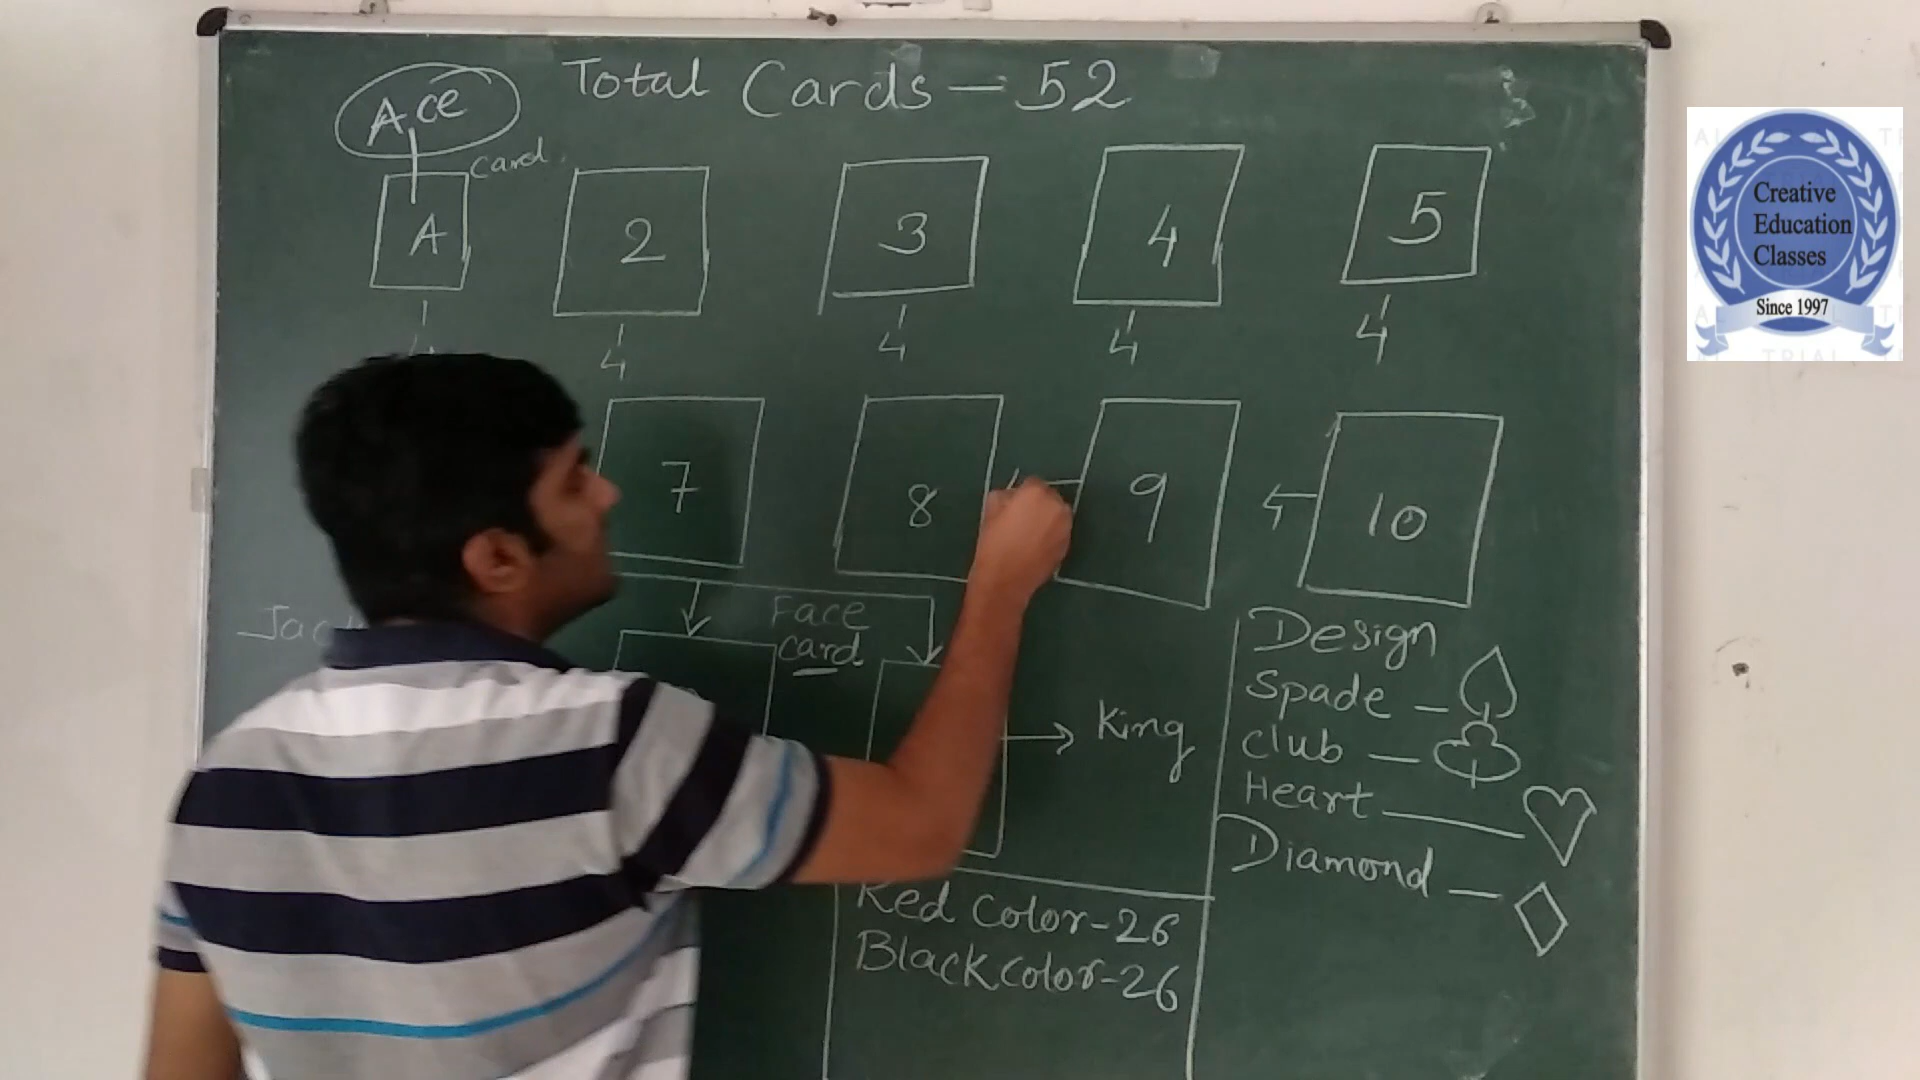 Ace
Total Cards - 52
Card.
A 2 3 4 5
4 4 4 4
7 8 9 10
4
Face
card
King
Design
Spade -
Club -
Heart
Diamond -
Red Color-26
Black color-26
Creative
Education
Classes
Since 1997